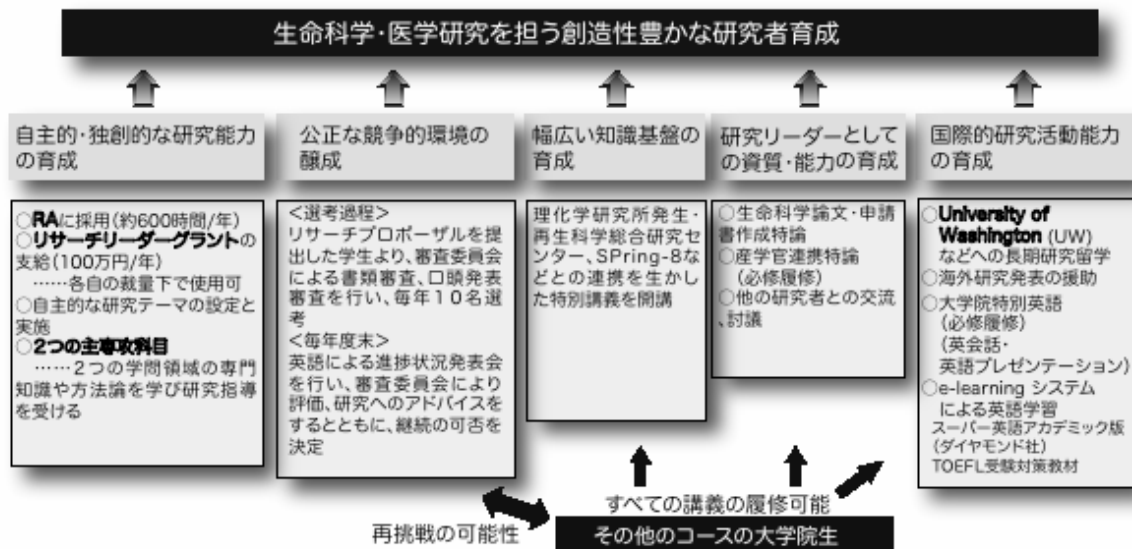 生命科学・医学研究を担う創造性豊かな研究者育成
自主的・独創的な研究能力
の育成
○RAに採用（約600時間/年）
○リサーチリーダーグラントの
支給（100万円/年）
……各自の裁量下で使用可
○自主的な研究テーマの設定と
実施
○2つの主専攻科目
……２つの学問領域の専門
知識や方法論を学び研究指導
を受ける
公正な競争的環境の
醸成
＜選考過程＞
リサーチプロポーザルを提
出した学生より、審査委員会
による書類審査、口頭発表
審査を行い、毎年１０名選
考
＜毎年度末＞
英語による進捗状況発表会
を行い、審査委員会により
評価、研究へのアドバイスを
するとともに、継続の可否を
決定
幅広い知識基盤の
育成
理化学研究所発生・
再生科学総合研究セ
ンター、SPring-8な
どとの連携を生かし
た特別講義を開講
研究リーダーとして
の資質・能力の育成
○生命科学論文・申請
書作成特論
○産学官連携特論
（必修履修）
○他の研究者との交流
、討議
国際的研究活動能力
の育成
○University of
Washington (UW)
などへの長期研究留学
○海外研究発表の援助
○大学院特別英語
（必修履修）
（英会話・
英語プレゼンテーション）
○e-learning システム
による英語学習
スーパー英語アカデミック版
（ダイヤモンド社）
TOEFL受験対策教材
すべての講義の履修可能
再挑戦の可能性
その他のコースの大学院生